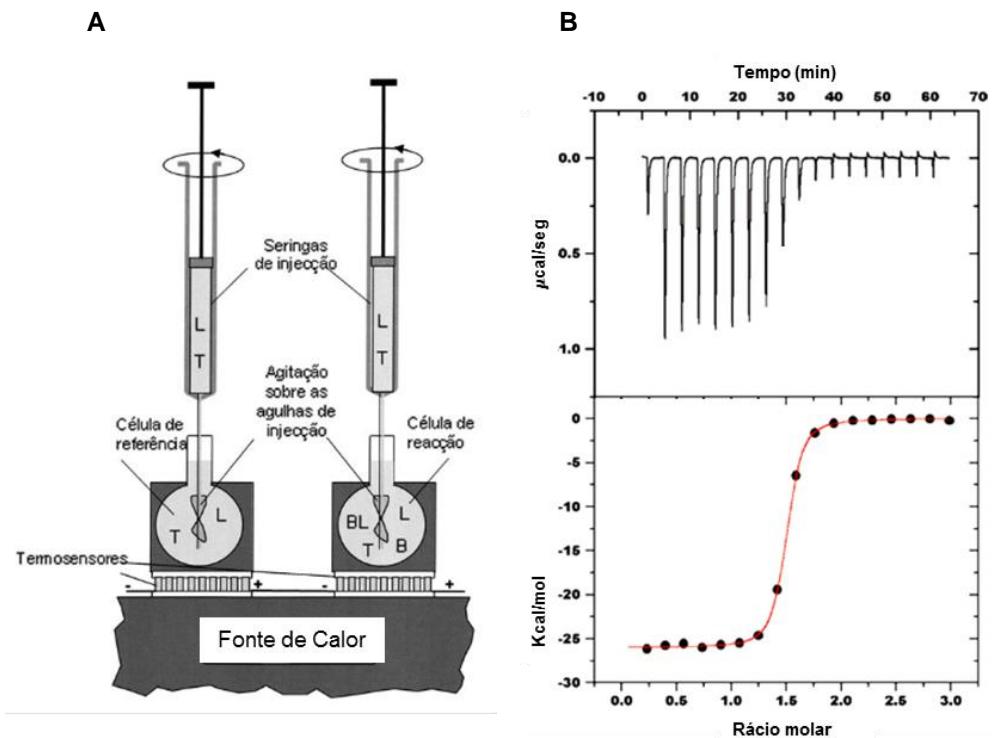 A
Seringas
de injecção
L
T
L
T
Agitação
sobre as
agulhas de
injecção
Célula de
referência
Célula de
reacção
T
L
BL
L
T
B
Termosensores
-
+
-
+
Fonte de Calor
B
Tempo (min)
-10 0 10 20 30 40 50 60 70
0.0
0.5
1.0
µcal/seg
0
-5
-10
-15
-20
-25
-30
Kcal/mol
0.0 0.5 1.0 1.5 2.0 2.5 3.0
Rácio molar